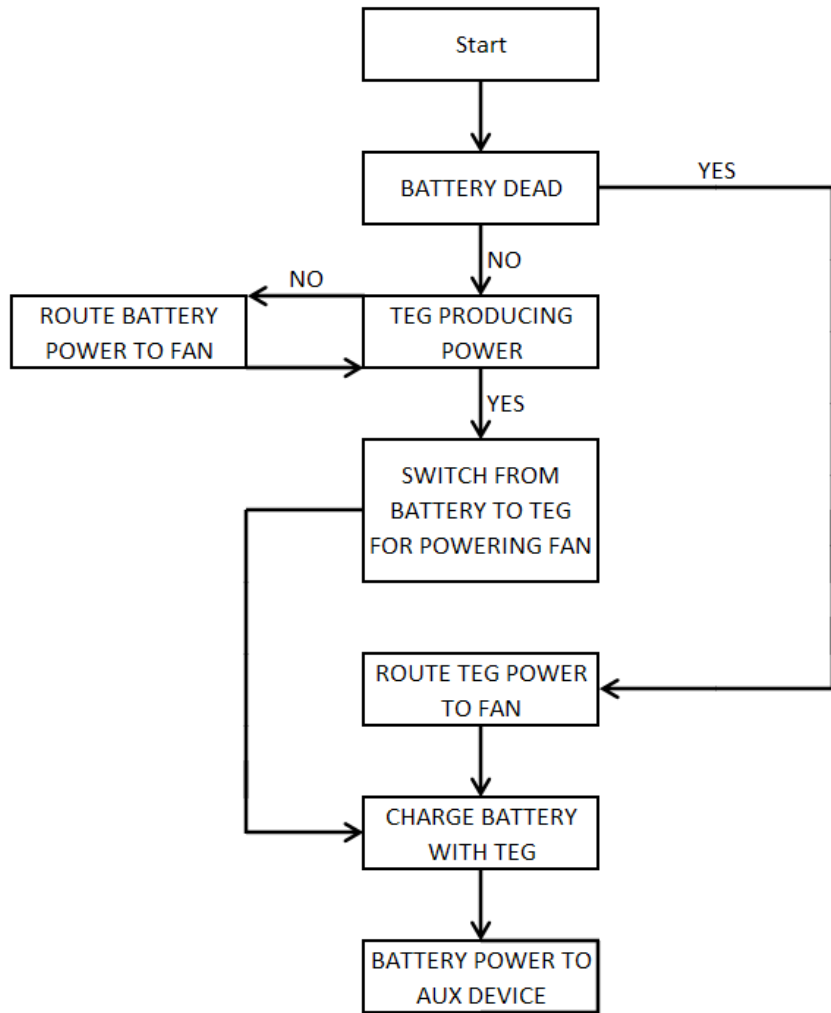 Start
BATTERY DEAD
YES
NO
NO
ROUTE BATTERY
POWER TO FAN
TEG PRODUCING
POWER
YES
SWITCH FROM
BATTERY TO TEG
FOR POWERING FAN
ROUTE TEG POWER
TO FAN
CHARGE BATTERY
WITH TEG
BATTERY POWER TO
AUX DEVICE